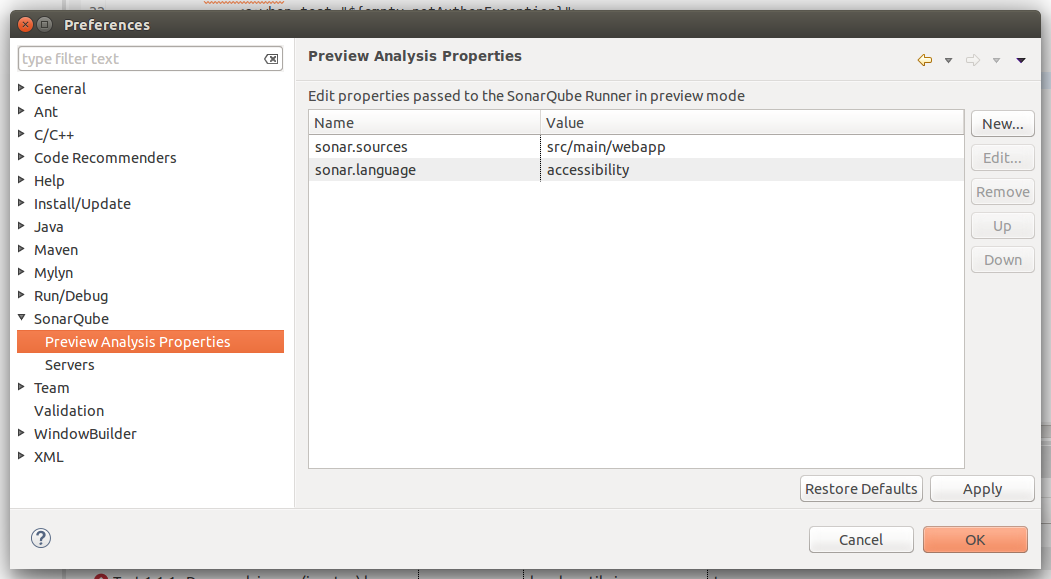 Preferences
type filter text
General
Ant
C/C++
Code Recommenders
Help
Install/Update
Java
Maven
Mylyn
Run/Debug
SonarQube
Preview Analysis Properties
Servers
Team
Validation
WindowBuilder
XML
Preview Analysis Properties
Edit properties passed to the SonarQube Runner in preview mode
Name Value
sonar.sources src/main/webapp
sonar.language accessibility
New...
Edit...
Remove
Up
Down
Restore Defaults Apply
? Cancel OK